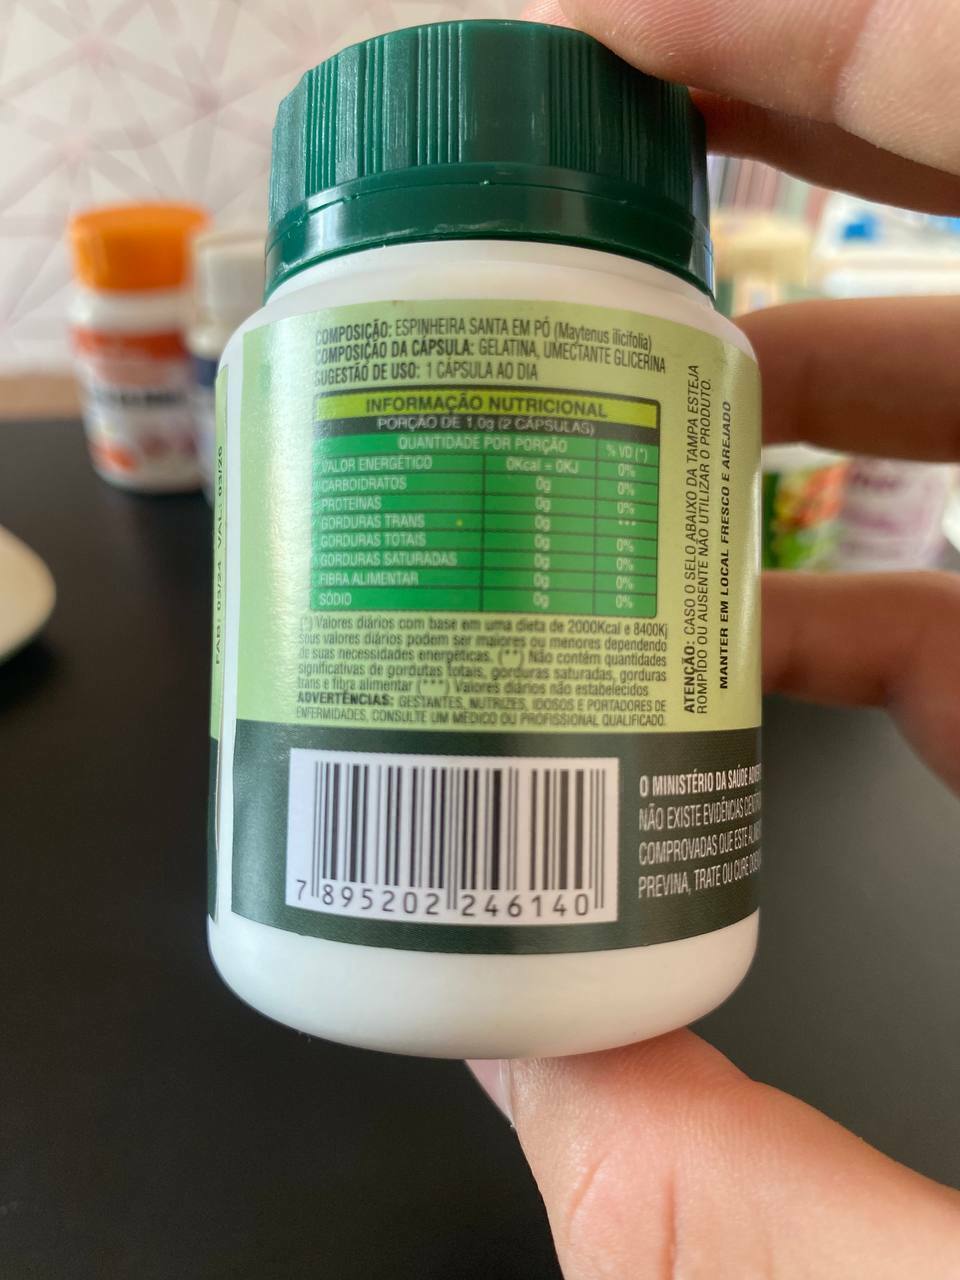 COMPOSIÇÃO: ESPINHEIRA SANTA EM PÓ (Maytenus ilicifolia)
COMPOSIÇÃO DA CÁPSULA: GELATINA, UMECTANTE GLICERINA
SUGESTÃO DE USO: 1 CÁPSULA AO DIA
INFORMAÇÃO NUTRICIONAL
PORÇÃO DE 1,0g (2 CÁPSULAS)
QUANTIDADE POR PORÇÃO % VD (*)
VALOR ENERGÉTICO 0Kcal = 0KJ 0%
CARBOIDRATOS 0g 0%
PROTEÍNAS 0g 0%
GORDURAS TRANS 0g ***
GORDURAS TOTAIS 0g 0%
GORDURAS SATURADAS 0g 0%
FIBRA ALIMENTAR 0g 0%
SÓDIO 0g 0%
(*) Valores diários com base em uma dieta de 2000Kcal e 8400Kj
seus valores diários podem ser maiores ou menores dependendo
de suas necessidades energéticas. (**) Não contém quantidades
significativas de gordutas totais, gorduras saturadas, gorduras
trans e fibra alimentar (***) Valores diários não estabelecidos
ADVERTÊNCIAS: GESTANTES, NUTRIZES, IDOSOS E PORTADORES DE
ENFERMIDADES, CONSULTE UM MÉDICO OU PROFISSIONAL QUALIFICADO.
ATENÇÃO: CASO O SELO ABAIXO DA TAMPA ESTEJA
ROMPIDO OU AUSENTE NÃO UTILIZAR O PRODUTO.
MANTER EM LOCAL FRESCO E AREJADO
FAB: 03/24 VAL: 03/26
7 895202 246140
O MINISTÉRIO DA SAÚDE
NÃO EXISTE EVIDÊNCIAS
COMPROVADAS QUE ESTE
PREVINA, TRATE OU CURE